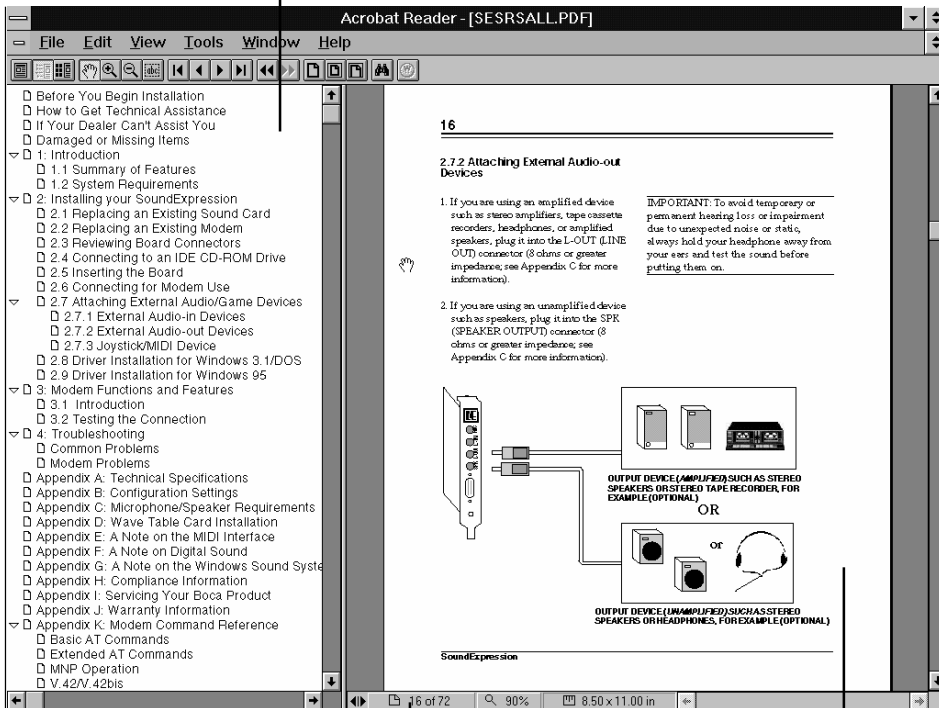 Acrobat Reader - [SESRSALL.PDF]
File Edit View Tools Window Help
abc
Before You Begin Installation
How to Get Technical Assistance
If Your Dealer Can't Assist You
Damaged or Missing Items
1: Introduction
1.1 Summary of Features
1.2 System Requirements
2: Installing your SoundExpression
2.1 Replacing an Existing Sound Card
2.2 Replacing an Existing Modem
2.3 Reviewing Board Connectors
2.4 Connecting to an IDE CD-ROM Drive
2.5 Inserting the Board
2.6 Connecting for Modem Use
2.7 Attaching External Audio/Game Devices
2.7.1 External Audio-in Devices
2.7.2 External Audio-out Devices
2.7.3 Joystick/MIDI Device
2.8 Driver Installation for Windows 3.1/DOS
2.9 Driver Installation for Windows 95
3: Modem Functions and Features
3.1 Introduction
3.2 Testing the Connection
4: Troubleshooting
Common Problems
Modem Problems
Appendix A: Technical Specifications
Appendix B: Configuration Settings
Appendix C: Microphone/Speaker Requirements
Appendix D: Wave Table Card Installation
Appendix E: A Note on the MIDI Interface
Appendix F: A Note on Digital Sound
Appendix G: A Note on the Windows Sound Syste
Appendix H: Compliance Information
Appendix I: Servicing Your Boca Product
Appendix J: Warranty Information
Appendix K: Modem Command Reference
Basic AT Commands
Extended AT Commands
MNP Operation
V.42/V.42bis
16
2.7.2 Attaching External Audio-out
Devices
1. If you are using an amplified device
such as stereo amplifiers, tape cassette
recorders, headphones, or amplified
speakers, plug it into the L-OUT (LINE
OUT) connector (8 ohms or greater
impedance; see Appendix C for more
information).
2. If you are using an unamplified device
such as speakers, plug it into the SPK
(SPEAKER OUTPUT) connector (8
ohms or greater impedance; see
Appendix C for more information).
IMPORTANT: To avoid temporary or
permanent hearing loss or impairment
due to unexpected noise or static,
always hold your headphone away from
your ears and test the sound before
putting them on.
OUTPUT DEVICE (AMPLIFIED) SUCH AS STEREO
SPEAKERS OR STEREO TAPE RECORDER, FOR
EXAMPLE (OPTIONAL)
OR
or
OUTPUT DEVICE (UNAMPLIFIED) SUCH AS STEREO
SPEAKERS OR HEADPHONES, FOR EXAMPLE (OPTIONAL)
SoundExpression
16 of 72 90% 8.50 x 11.00 in